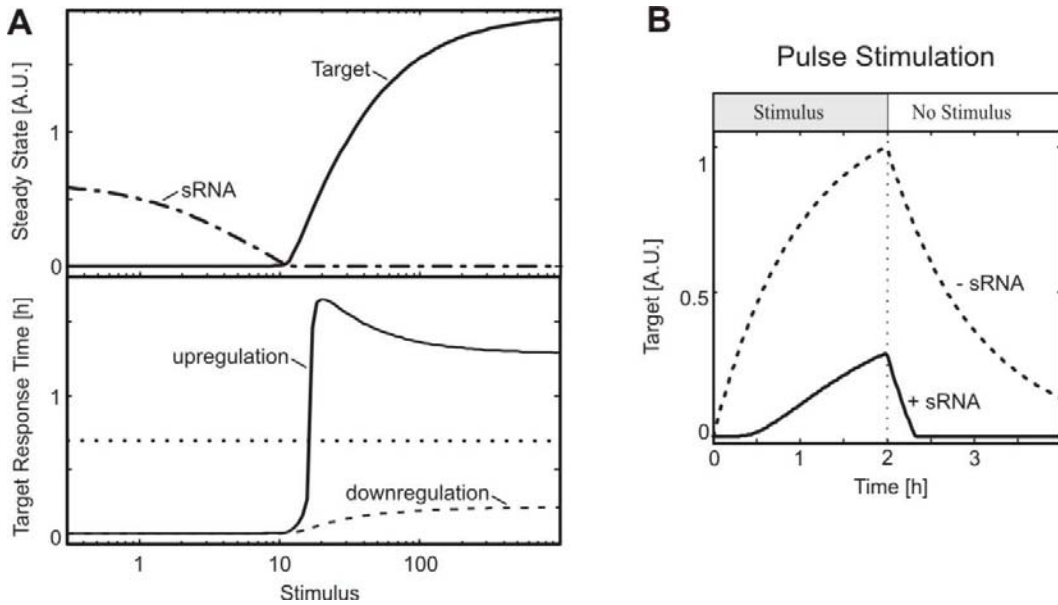 A
Steady State [A.U.]
1
0
Target
sRNA
Target Response Time [h]
1
0
upregulation
downregulation
1
10
100
Stimulus
B
Pulse Stimulation
Stimulus
No Stimulus
Target [A.U.]
1
0.5
0
- sRNA
+ sRNA
0
1
2
3
Time [h]